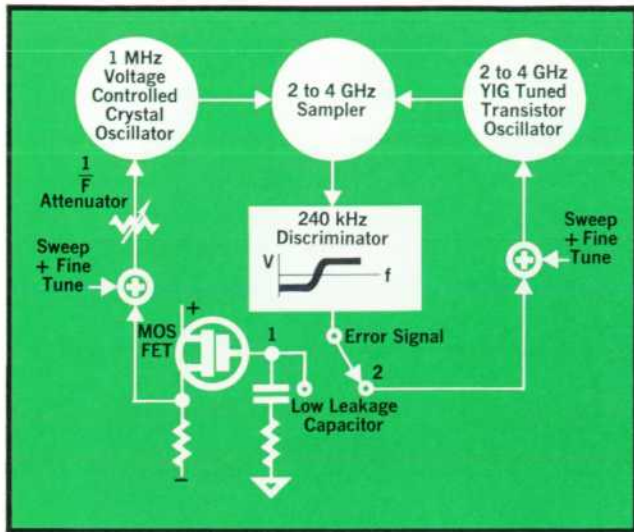 1 MHz
Voltage
Controlled
Crystal
Oscillator
2 to 4 GHz
Sampler
2 to 4 GHz
YIG Tuned
Transistor
Oscillator
1
F
Attenuator
240 kHz
Discriminator
V
f
Sweep
+ Fine
Tune
Sweep
+ Fine
Tune
+
MOS
FET
1
Error Signal
2
Low Leakage
Capacitor
−